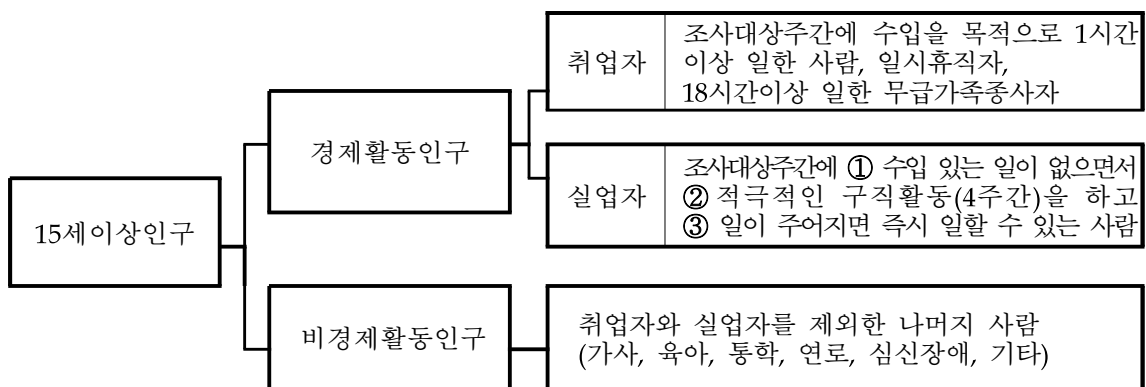 취업자
조사대상주간에 수입을 목적으로 1시간
이상 일한 사람, 일시휴직자,
18시간이상 일한 무급가족종사자
경제활동인구
실업자
조사대상주간에 ① 수입 있는 일이 없으면서
② 적극적인 구직활동(4주간)을 하고
③ 일이 주어지면 즉시 일할 수 있는 사람
15세이상인구
비경제활동인구
취업자와 실업자를 제외한 나머지 사람
(가사, 육아, 통학, 연로, 심신장애, 기타)